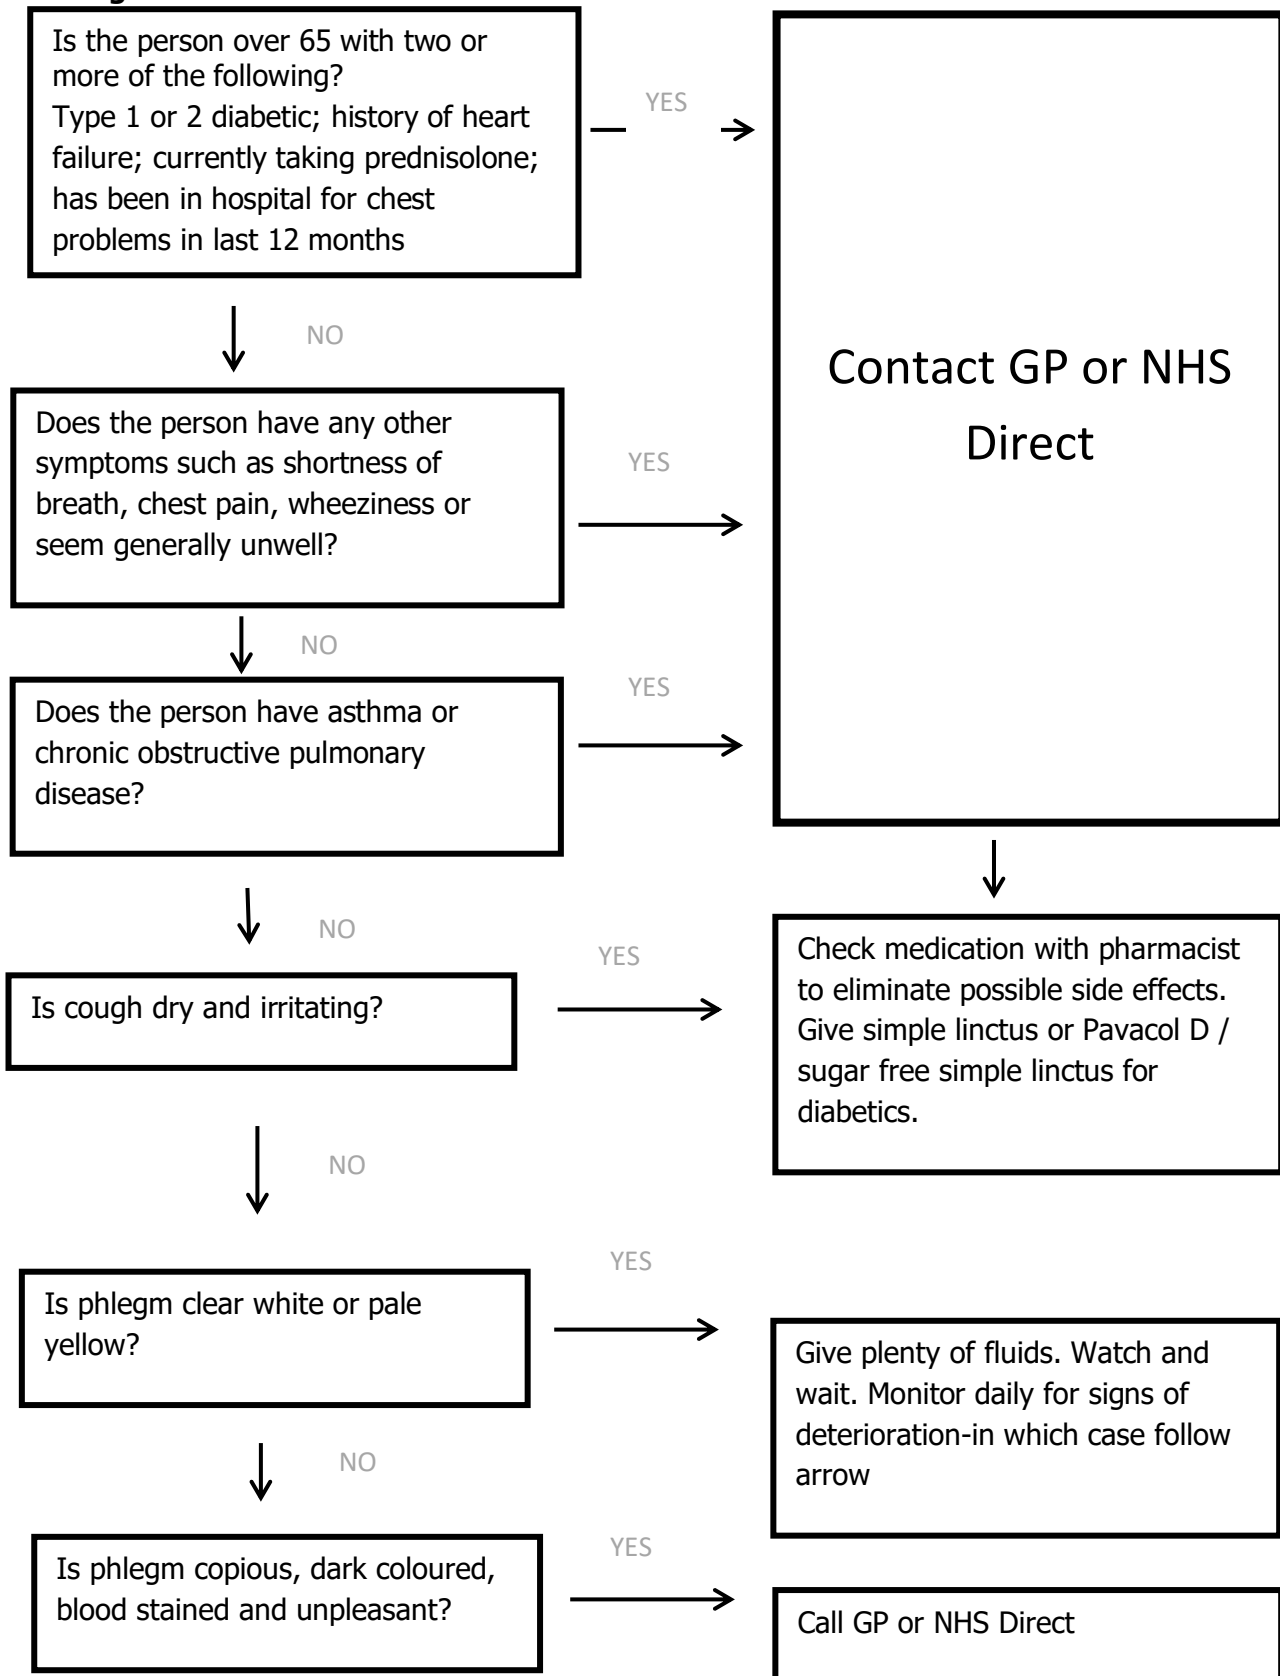 Is the person over 65 with two or
more of the following?
Type 1 or 2 diabetic; history of heart
failure; currently taking prednisolone;
has been in hospital for chest
problems in last 12 months
YES
Contact GP or NHS
Direct
NO
Does the person have any other
symptoms such as shortness of
breath, chest pain, wheeziness or
seem generally unwell?
YES
NO
Does the person have asthma or
chronic obstructive pulmonary
disease?
YES
NO
Is cough dry and irritating?
YES
Check medication with pharmacist
to eliminate possible side effects.
Give simple linctus or Pavacol D /
sugar free simple linctus for
diabetics.
NO
Is phlegm clear white or pale
yellow?
YES
Give plenty of fluids. Watch and
wait. Monitor daily for signs of
deterioration-in which case follow
arrow
NO
Is phlegm copious, dark coloured,
blood stained and unpleasant?
YES
Call GP or NHS Direct